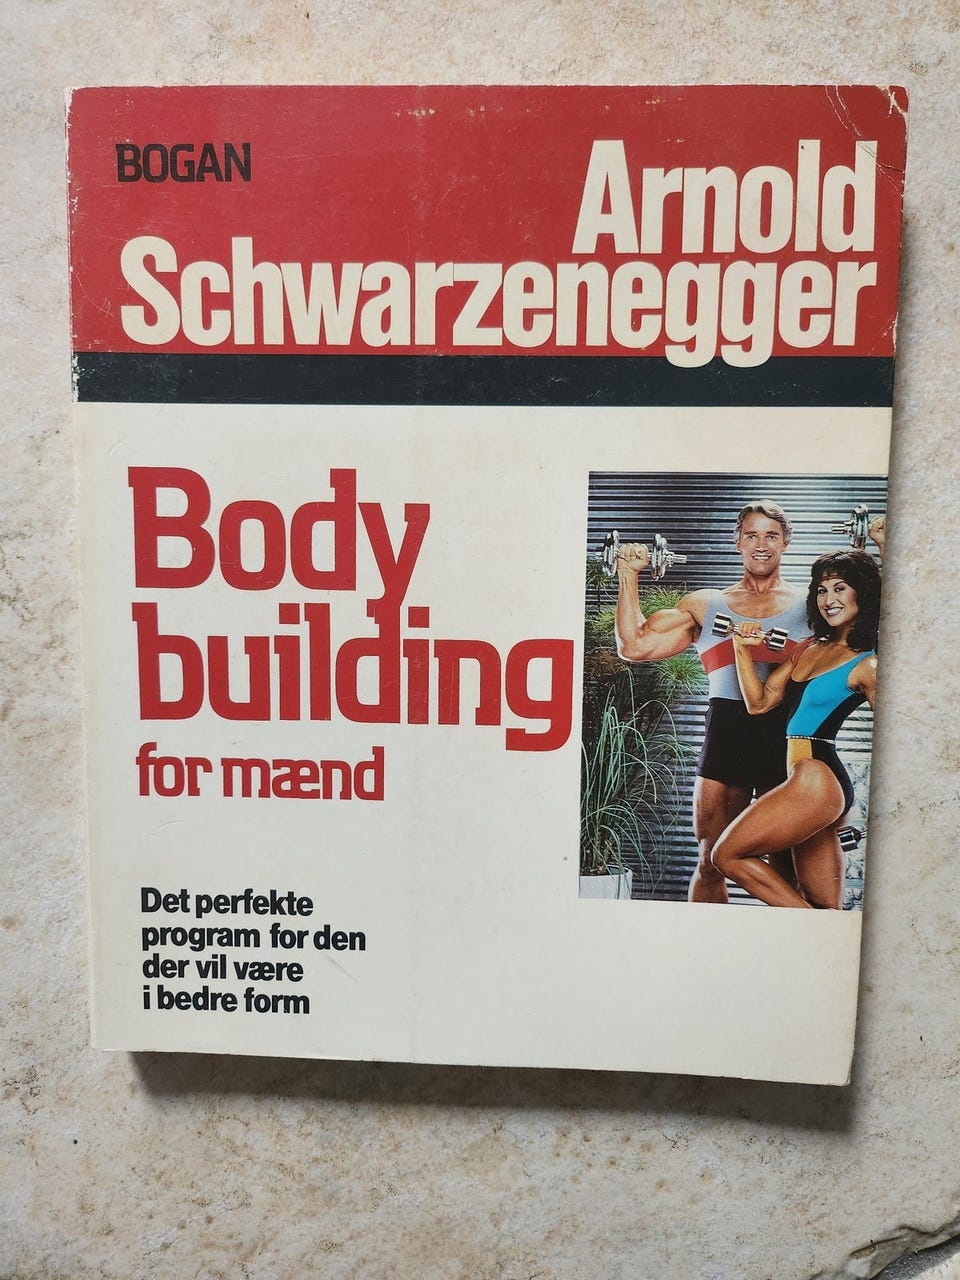 BOGAN
Arnold
Schwarzenegger
Body
building
for mænd
Det perfekte
program for den
der vil være
i bedre form